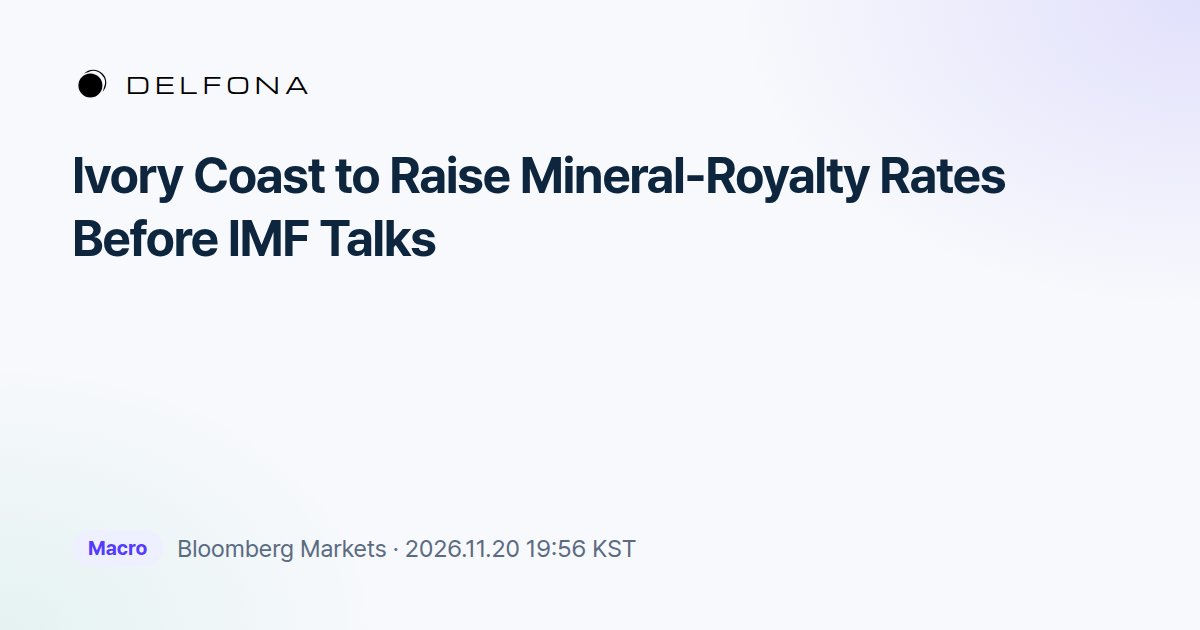 DELFONA
Ivory Coast to Raise Mineral-Royalty Rates
Before IMF Talks
Macro Bloomberg Markets · 2026.11.20 19:56 KST